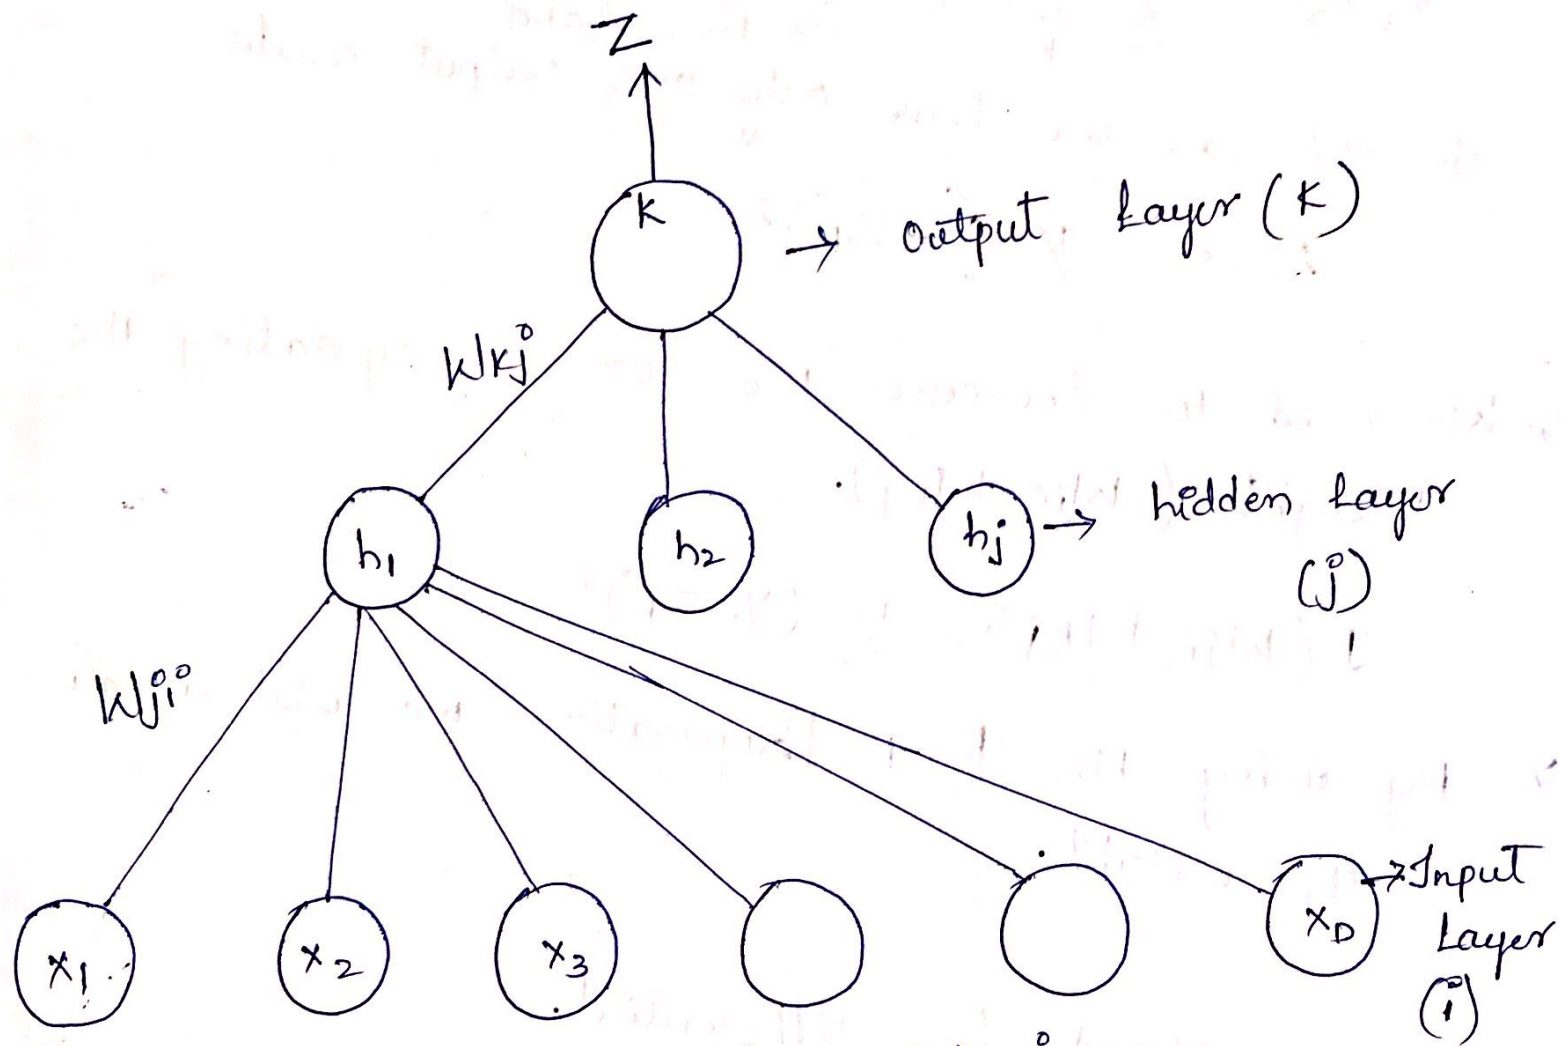 Z
K
→ Output Layer (K)
WKj
h1
h2
hj → hidden Layer
(j)
Wji
x1
x2
x3
xD → Input
Layer
(i)